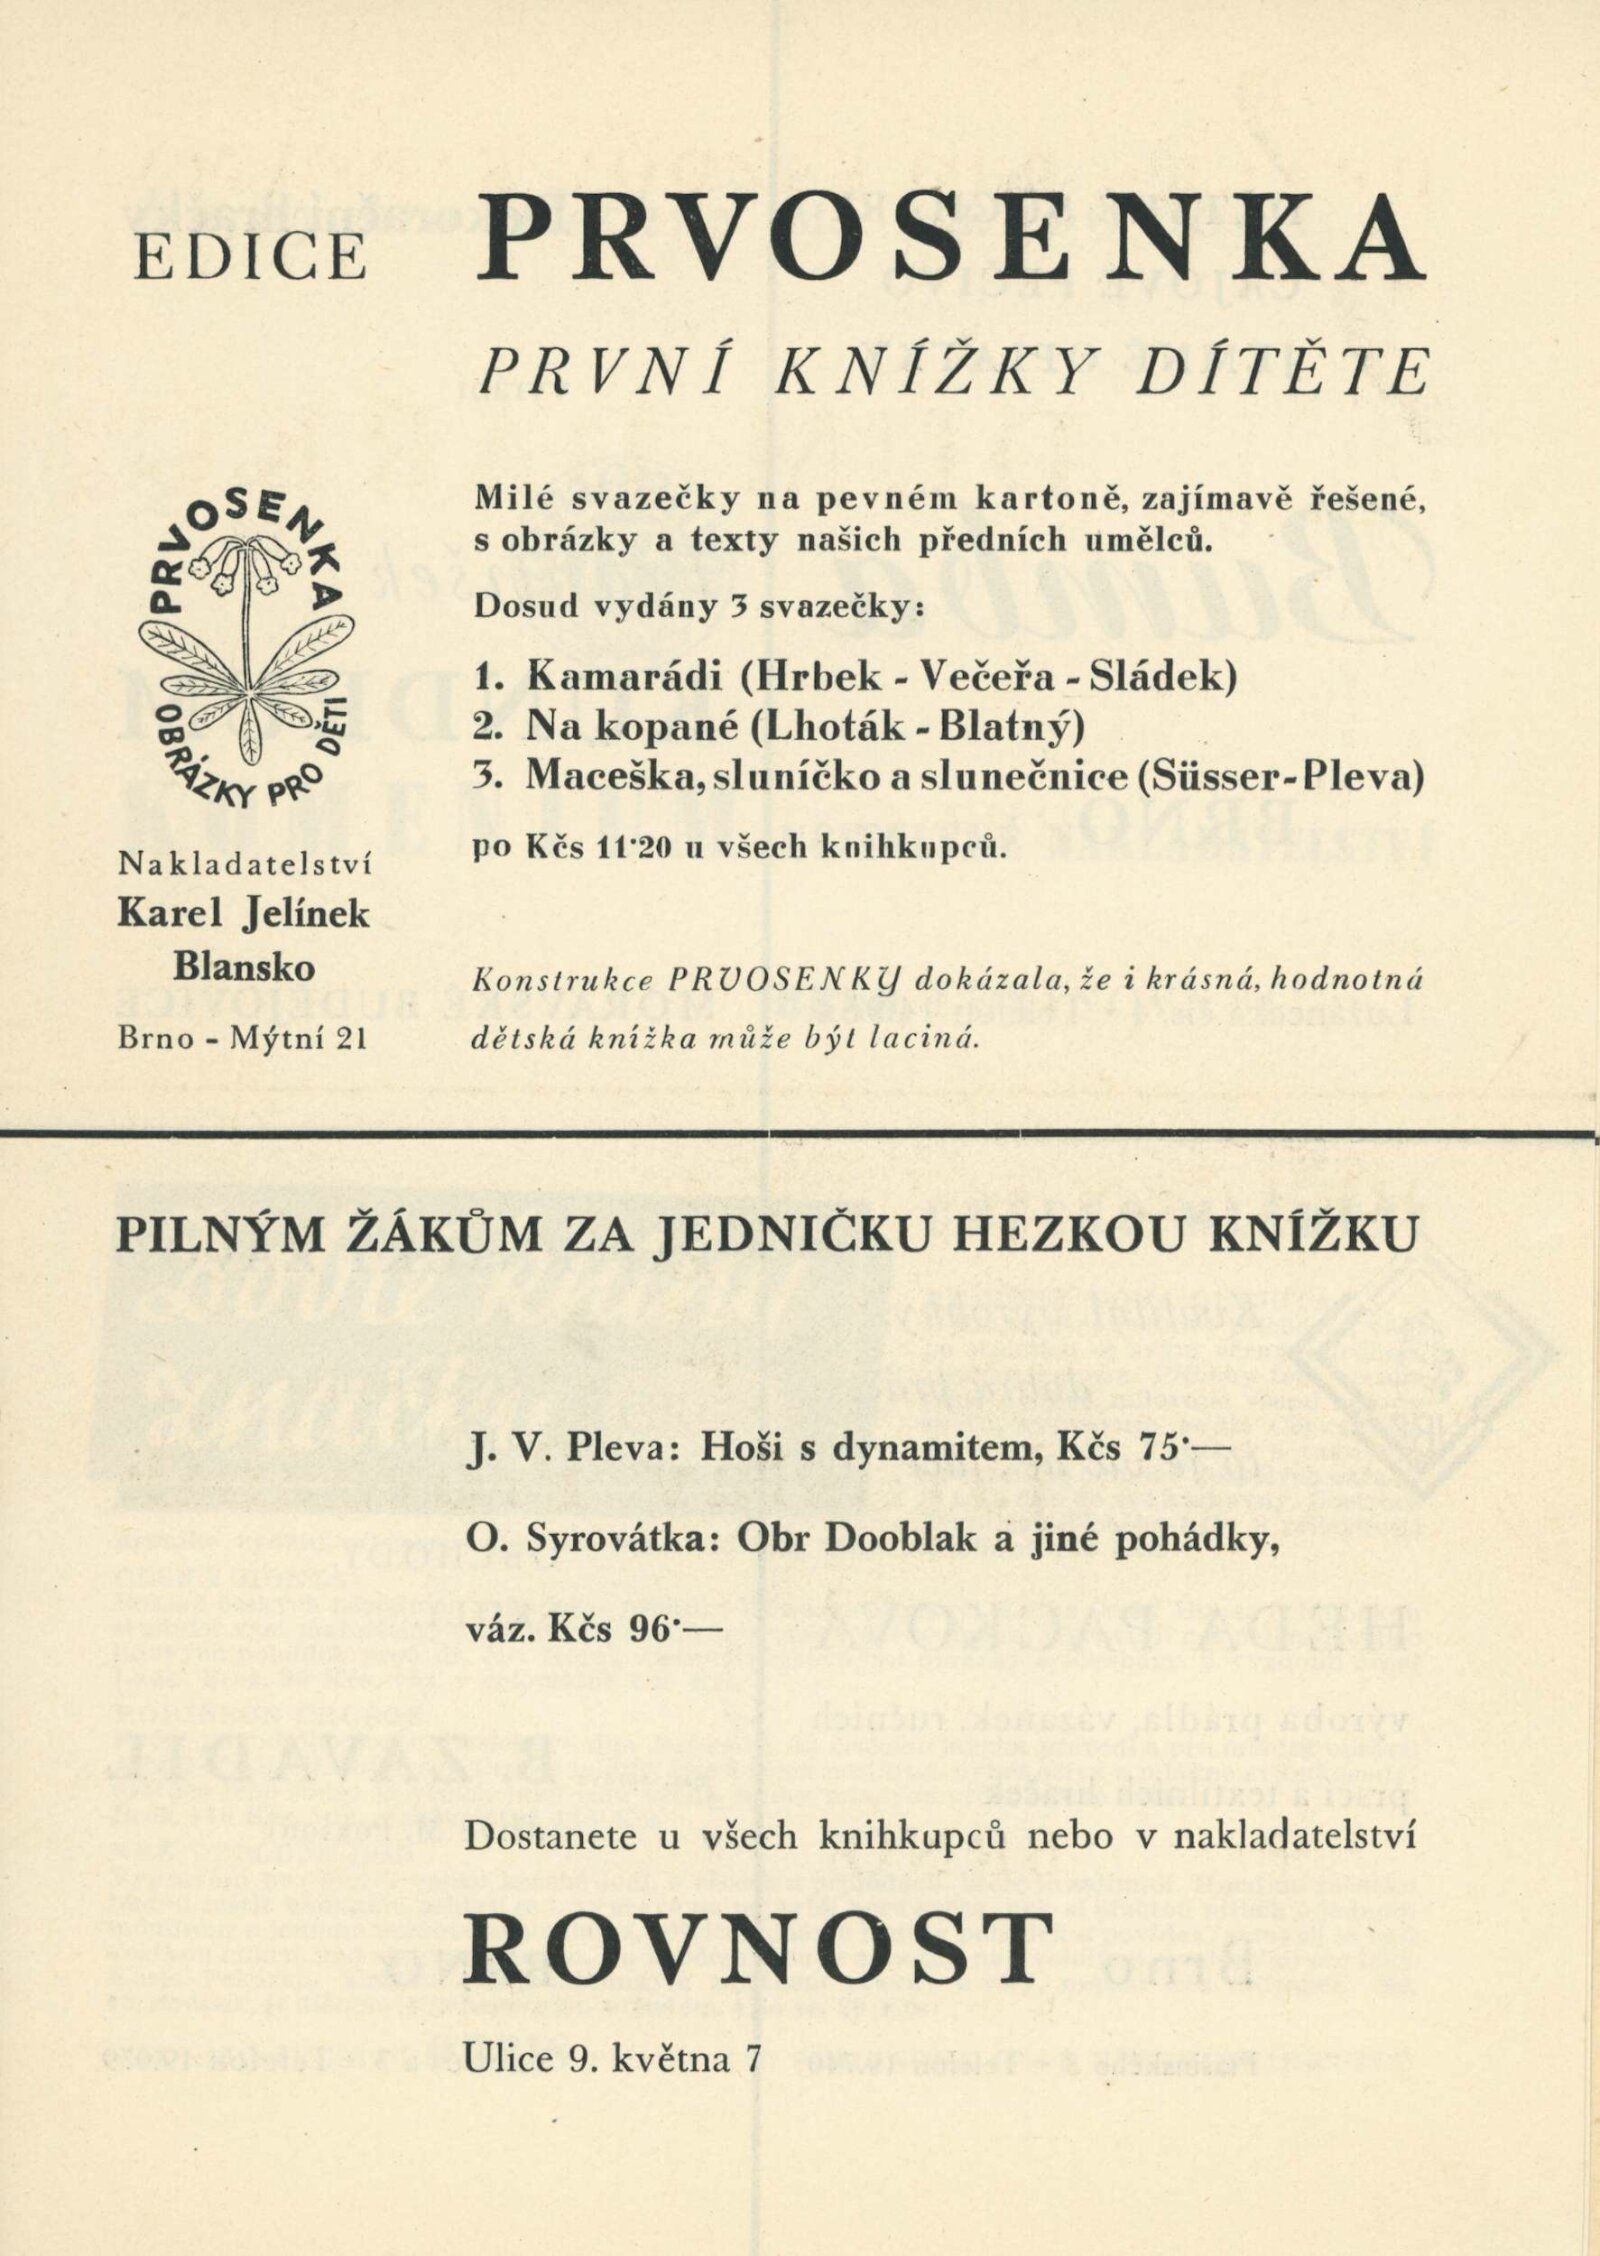 EDICE PRVOSENKA
PRVNÍ KNÍŽKY DÍTĚTE
PRVOSENKA
OBRÁZKY PRO DĚTI
Nakladatelství
Karel Jelínek
Blansko
Brno - Mýtní 21
Milé svazečky na pevném kartoně, zajímavě řešené,
s obrázky a texty našich předních umělců.
Dosud vydány 3 svazečky:
1. Kamarádi (Hrbek - Večeřa - Sládek)
2. Na kopané (Lhoták - Blatný)
3. Maceška, sluníčko a slunečnice (Süsser-Pleva)
po Kčs 11·20 u všech knihkupců.
Konstrukce PRVOSENKY dokázala, že i krásná, hodnotná
dětská knížka může být laciná.
PILNÝM ŽÁKŮM ZA JEDNIČKU HEZKOU KNÍŽKU
J. V. Pleva: Hoši s dynamitem, Kčs 75·—
O. Syrovátka: Obr Dooblak a jiné pohádky,
váz. Kčs 96·—
Dostanete u všech knihkupců nebo v nakladatelství
ROVNOST
Ulice 9. května 7